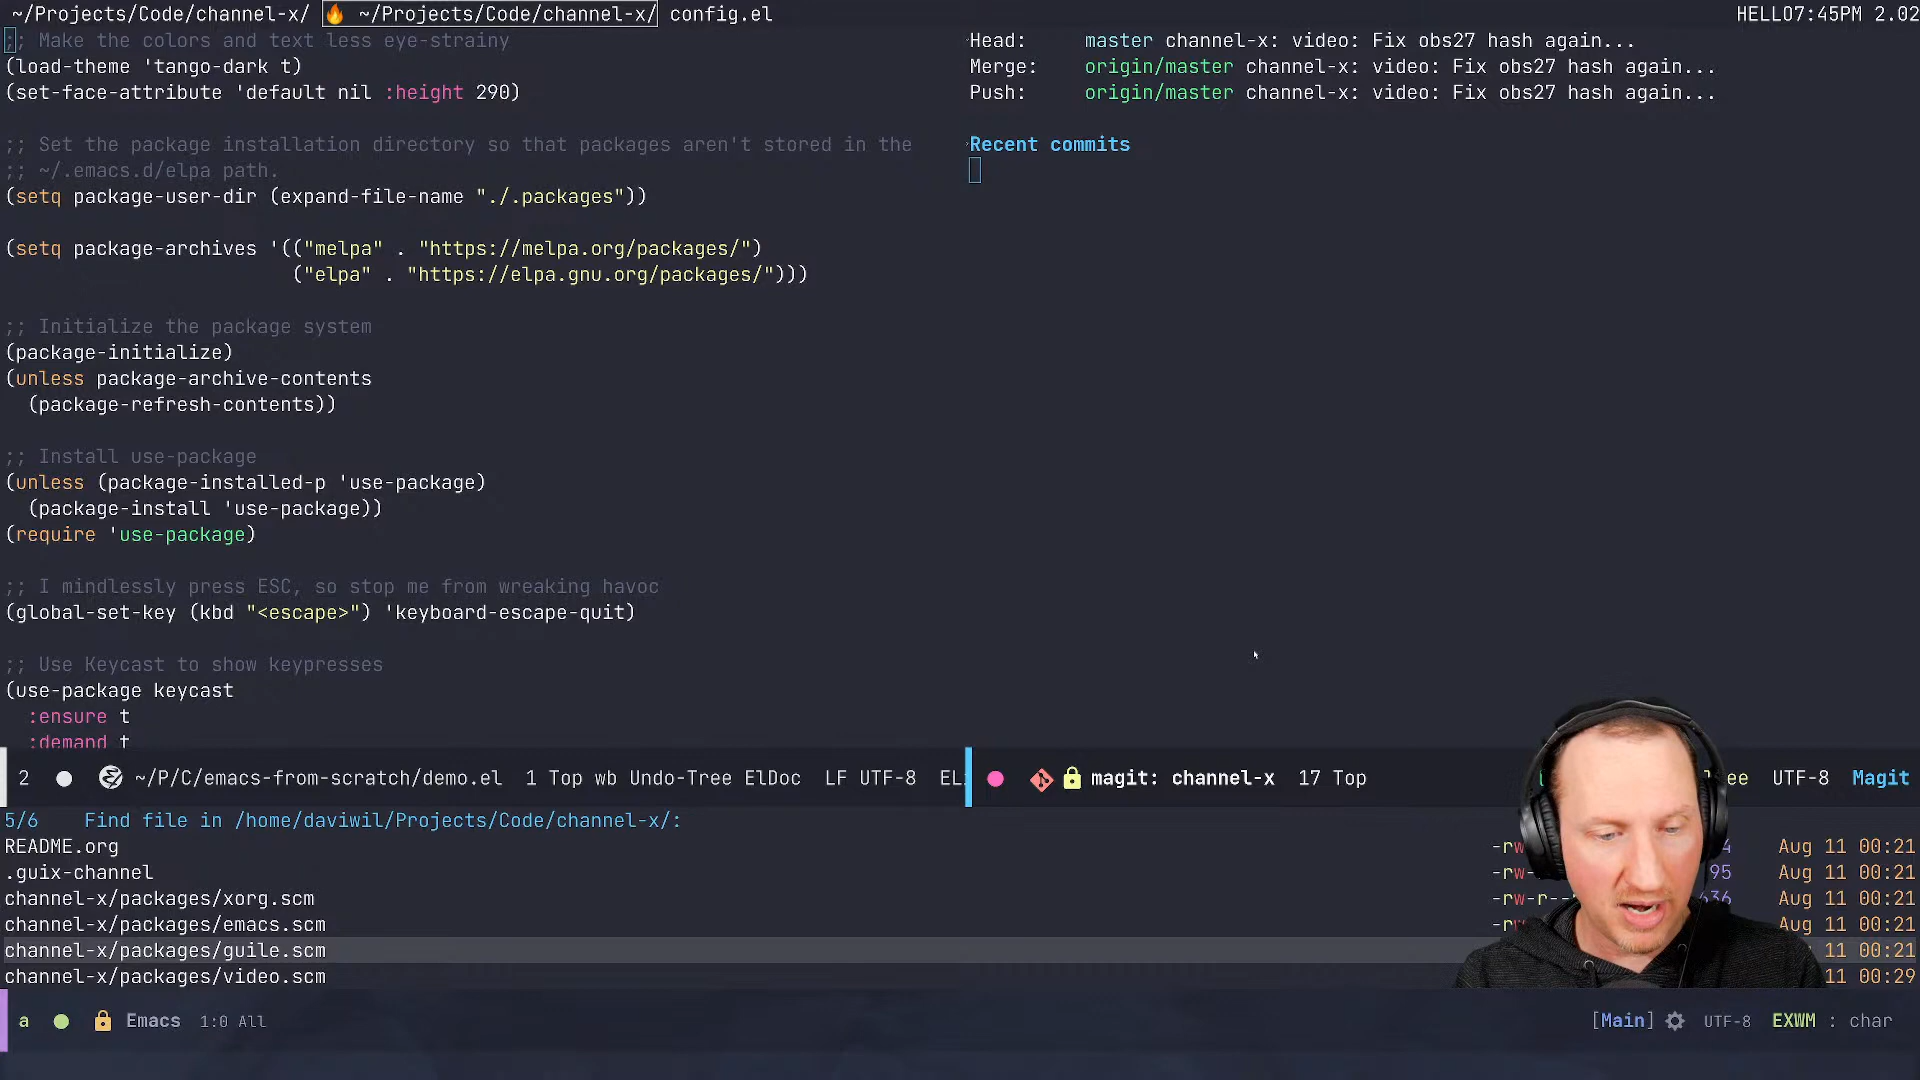 ~/Projects/Code/channel-x/ 🔥 ~/Projects/Code/channel-x/ config.el HELLO7:45PM 2.02
;; Make the colors and text less eye-strainy
(load-theme 'tango-dark t)
(set-face-attribute 'default nil :height 290)
;; Set the package installation directory so that packages aren't stored in the
;; ~/.emacs.d/elpa path.
(setq package-user-dir (expand-file-name "./.packages"))
(setq package-archives '(("melpa" . "https://melpa.org/packages/")
("elpa" . "https://elpa.gnu.org/packages/")))
;; Initialize the package system
(package-initialize)
(unless package-archive-contents
(package-refresh-contents))
;; Install use-package
(unless (package-installed-p 'use-package)
(package-install 'use-package))
(require 'use-package)
;; I mindlessly press ESC, so stop me from wreaking havoc
(global-set-key (kbd "<escape>") 'keyboard-escape-quit)
;; Use Keycast to show keypresses
(use-package keycast
:ensure t
:demand t
Head: master channel-x: video: Fix obs27 hash again...
Merge: origin/master channel-x: video: Fix obs27 hash again...
Push: origin/master channel-x: video: Fix obs27 hash again...
Recent commits
2 ~/P/C/emacs-from-scratch/demo.el 1 Top wb Undo-Tree ElDoc LF UTF-8
magit: channel-x 17 Top UTF-8 Magit
5/6 Find file in /home/daviwil/Projects/Code/channel-x/:
README.org Aug 11 00:21
.guix-channel Aug 11 00:21
channel-x/packages/xorg.scm Aug 11 00:21
channel-x/packages/emacs.scm Aug 11 00:21
channel-x/packages/guile.scm 11 00:21
channel-x/packages/video.scm 11 00:29
a Emacs 1:0 All [Main] UTF-8 EXWM : char